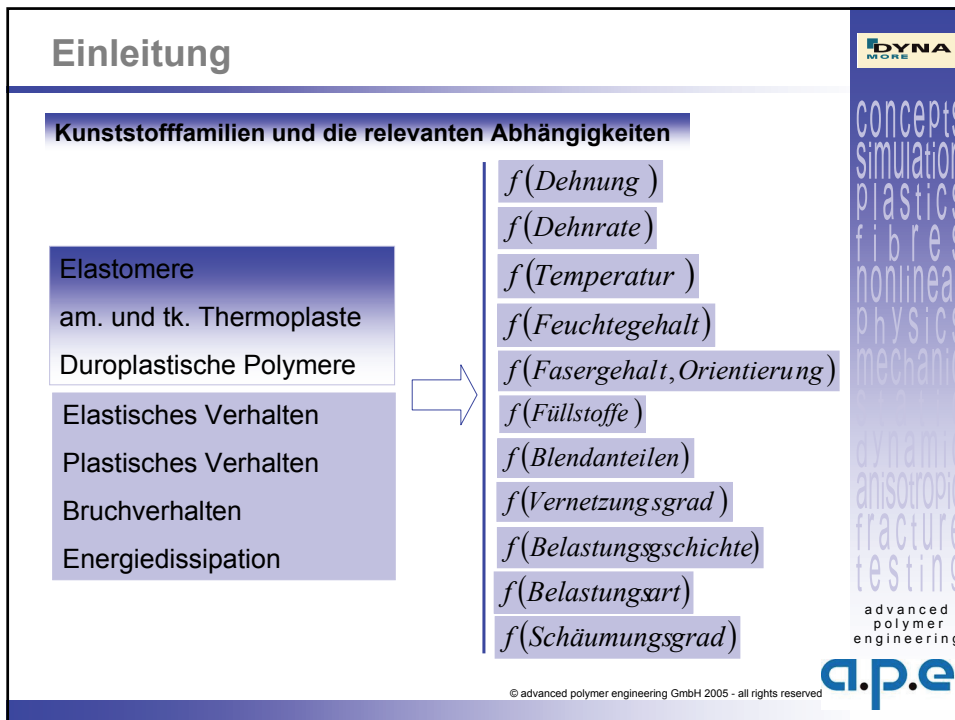 Einleitung
Kunststofffamilien und die relevanten Abhängigkeiten
Elastomere
am. und tk. Thermoplaste
Duroplastische Polymere
Elastisches Verhalten
Plastisches Verhalten
Bruchverhalten
Energiedissipation
f(Dehnung )
f(Dehnrate)
f(Temperatur )
f(Feuchtegehalt)
f(Fasergehalt,Orientierung)
f(Füllstoffe )
f(Blendanteilen)
f(Vernetzungsgrad )
f(Belastungsgschichte)
f(Belastungsart)
f(Schäumungsgrad)
© advanced polymer engineering GmbH 2005 - all rights reserved
DYNA
MORE
concepts
simulation
plastics
fibres
nonlinear
physics
mechanic
dynamic
anisotropic
fracture
testing
advanced
polymer
engineering
a.p.e